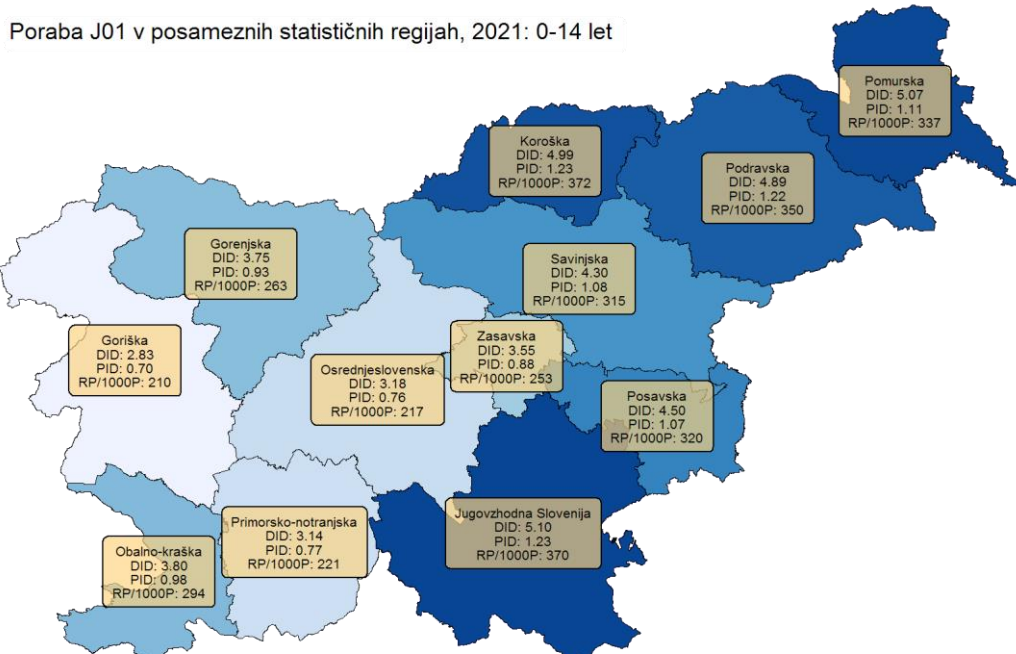 Poraba J01 v posameznih statističnih regijah, 2021: 0-14 let
Pomurska
DID: 5.07
PID: 1.11
RP/1000P: 337
Koroška
DID: 4.99
PID: 1.23
RP/1000P: 372
Podravska
DID: 4.89
PID: 1.22
RP/1000P: 350
Gorenjska
DID: 3.75
PID: 0.93
RP/1000P: 263
Savinjska
DID: 4.30
PID: 1.08
RP/1000P: 315
Goriška
DID: 2.83
PID: 0.70
RP/1000P: 210
Osrednjeslovenska
DID: 3.18
PID: 0.76
RP/1000P: 217
Zasavska
DID: 3.55
PID: 0.88
RP/1000P: 253
Posavska
DID: 4.50
PID: 1.07
RP/1000P: 320
Obalno-kraška
DID: 3.80
PID: 0.98
RP/1000P: 294
Primorsko-notranjska
DID: 3.14
PID: 0.77
RP/1000P: 221
Jugovzhodna Slovenija
DID: 5.10
PID: 1.23
RP/1000P: 370